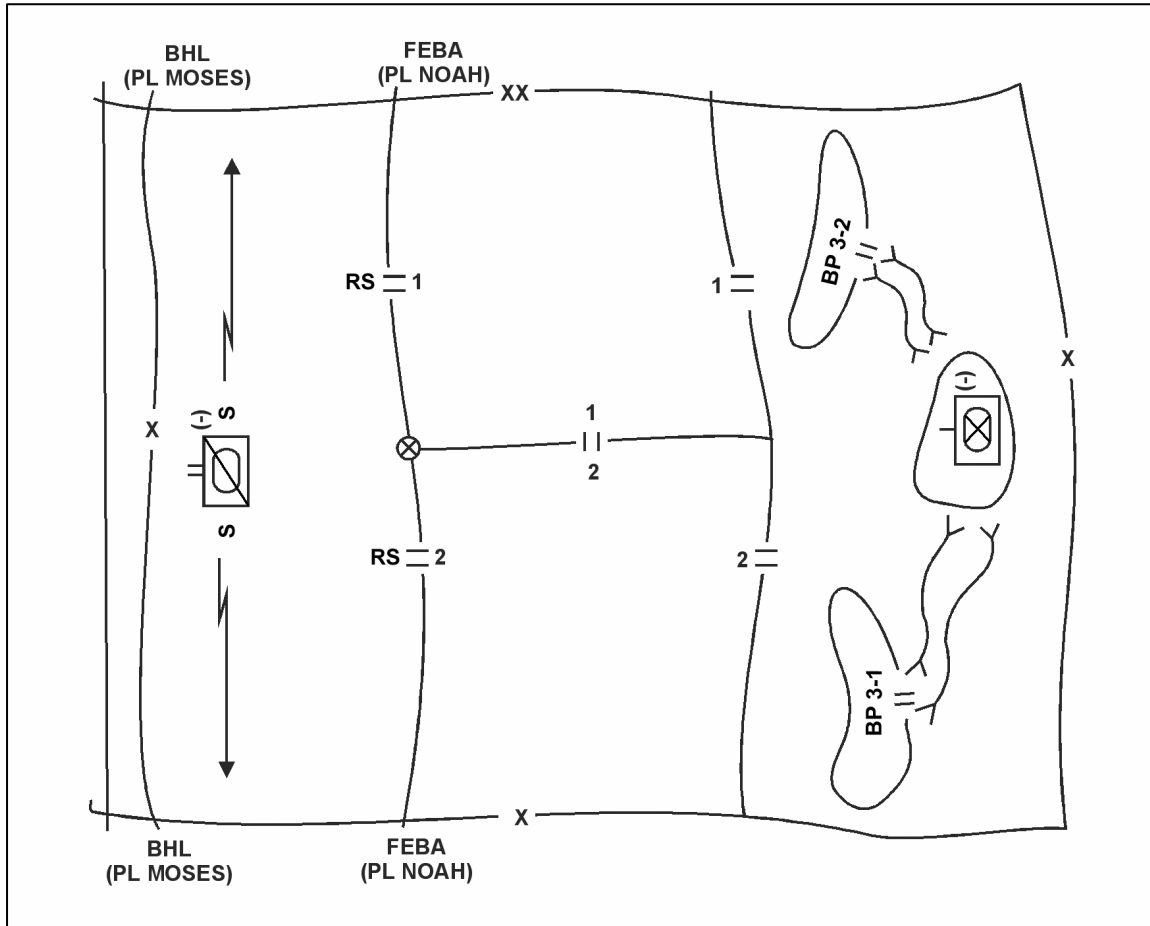 BHL
(PL MOSES)
FEBA
(PL NOAH)
XX
BP 3-2
RS
1
1
(-)
X
X
(-)
S
1
2
S
RS
2
2
BP 3-1
X
BHL
(PL MOSES)
FEBA
(PL NOAH)